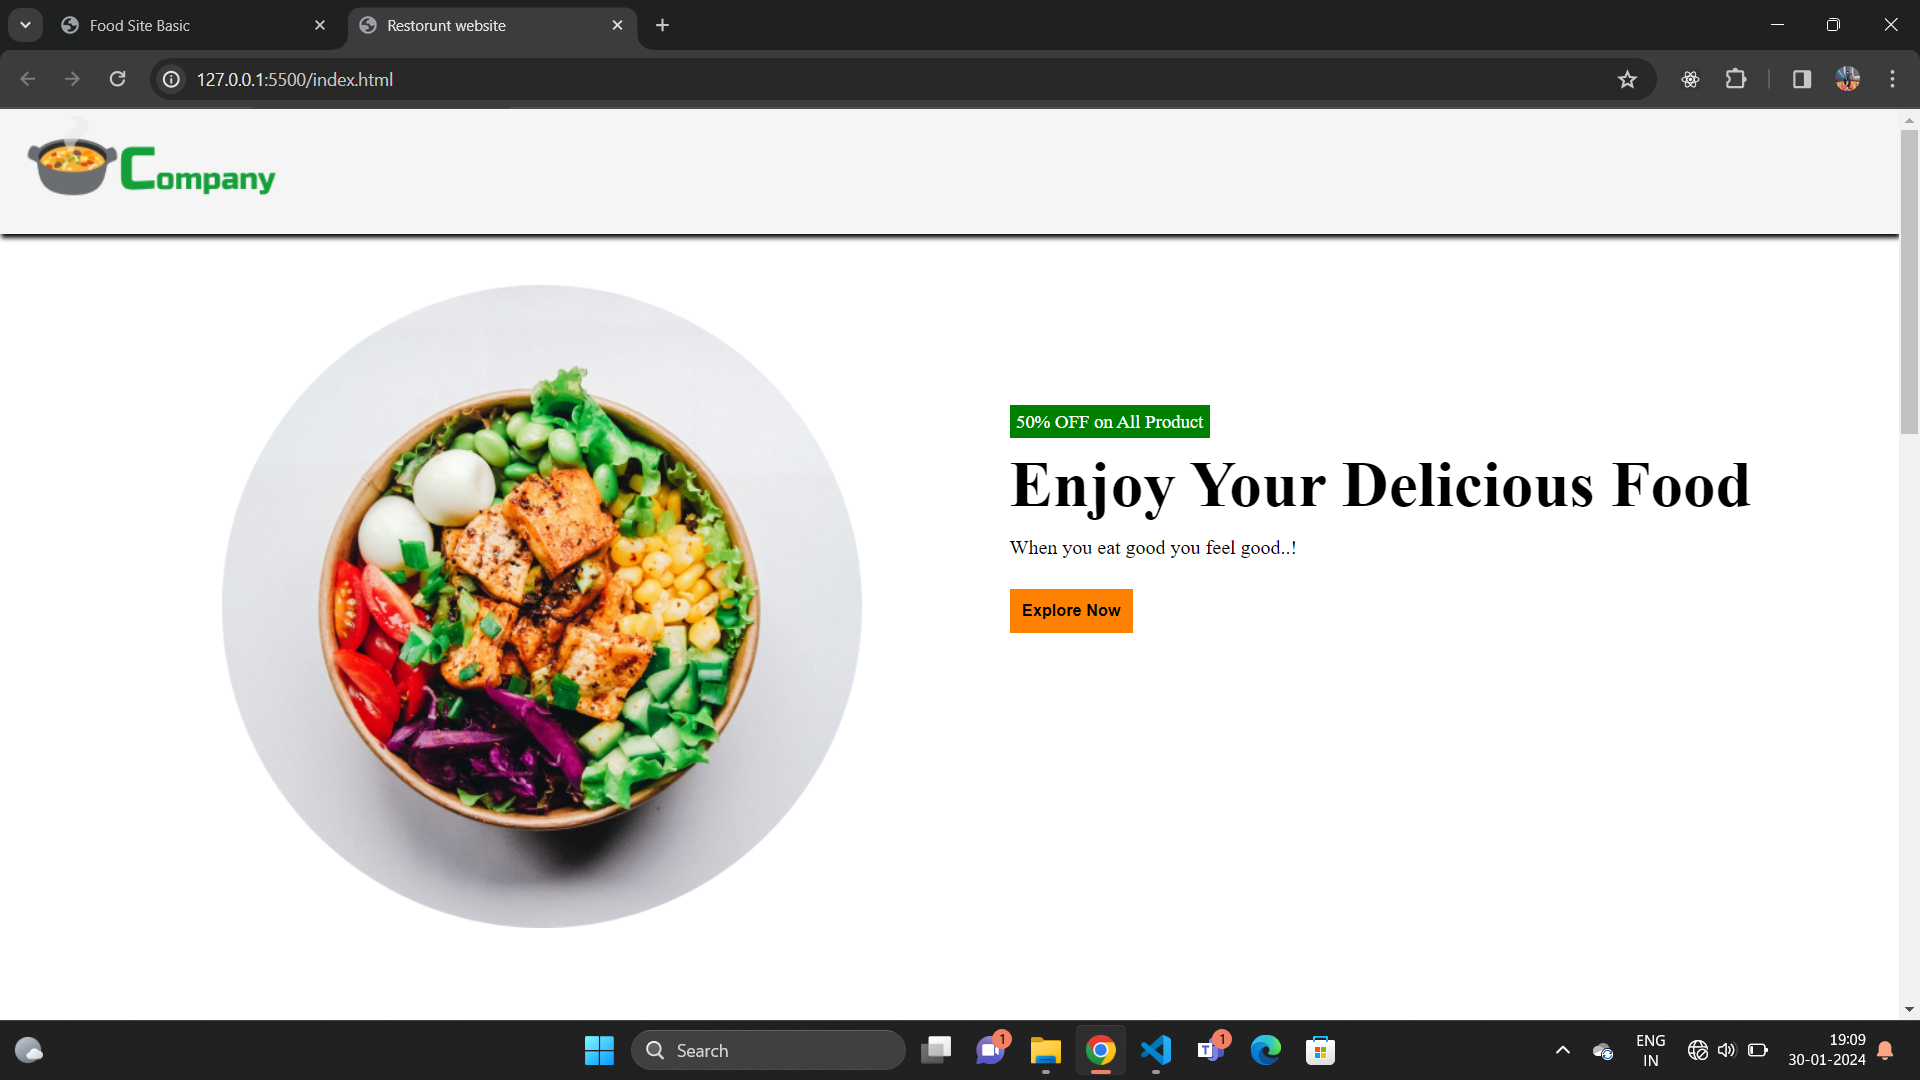 Food Site Basic
Restorunt website
127.0.0.1:5500/index.html
Company
50% OFF on All Product
Enjoy Your Delicious Food
When you eat good you feel good..!
Explore Now
Search
1
T
1
ENG
IN
19:09
30-01-2024